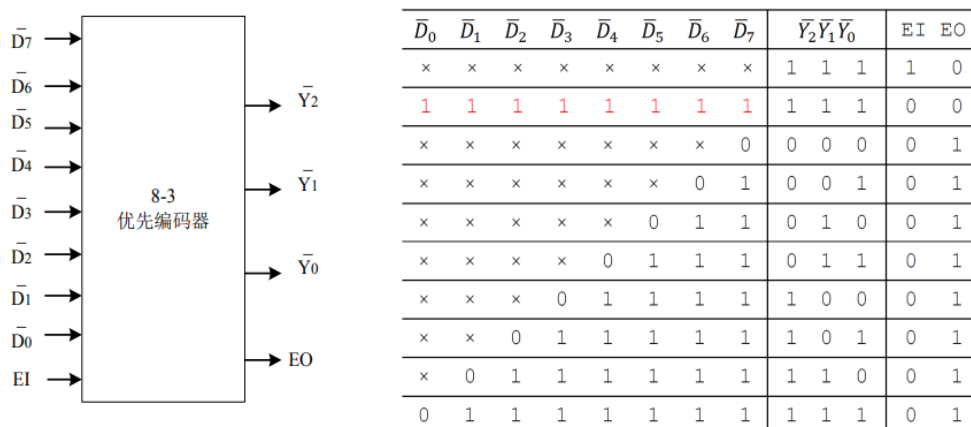 D̅7
D̅6
D̅5
D̅4
D̅3
D̅2
D̅1
D̅0
EI
8-3
优先编码器
Y̅2
Y̅1
Y̅0
EO
D̅₀ D̅₁ D̅₂ D̅₃ D̅₄ D̅₅ D̅₆ D̅₇ Y̅₂Y̅₁Y̅₀ EI EO
× × × × × × × × 1 1 1 1 0
1 1 1 1 1 1 1 1 1 1 1 0 0
× × × × × × × 0 0 0 0 0 1
× × × × × × 0 1 0 0 1 0 1
× × × × × 0 1 1 0 1 0 0 1
× × × × 0 1 1 1 0 1 1 0 1
× × × 0 1 1 1 1 1 0 0 0 1
× × 0 1 1 1 1 1 1 0 1 0 1
× 0 1 1 1 1 1 1 1 1 0 0 1
0 1 1 1 1 1 1 1 1 1 1 0 1